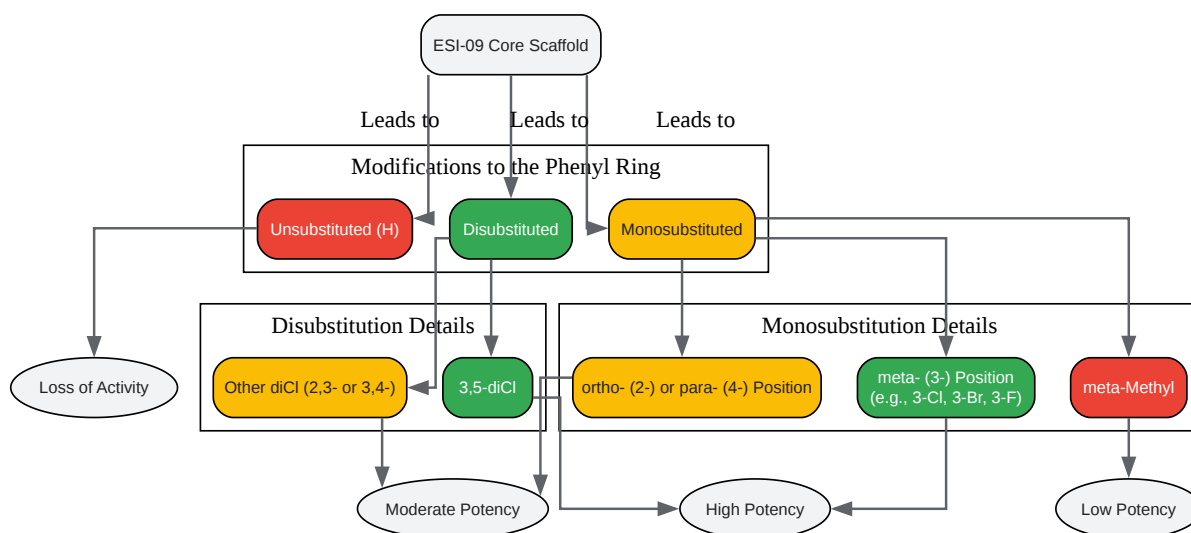 ESI-09 Core Scaffold
Leads to
Leads to
Leads to
Modifications to the Phenyl Ring
Unsubstituted (H)
Disubstituted
Monosubstituted
Disubstitution Details
Monosubstitution Details
Loss of Activity
Other diCl (2,3- or 3,4-)
3,5-diCl
ortho- (2-) or para- (4-) Position
meta- (3-) Position
(e.g., 3-Cl, 3-Br, 3-F)
meta-Methyl
Moderate Potency
High Potency
Low Potency